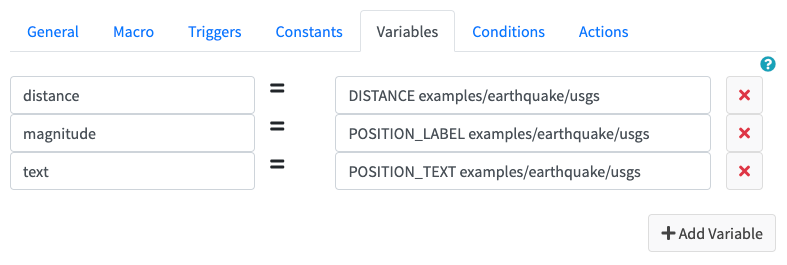 General Macro Triggers Constants Variables Conditions Actions
?
distance = DISTANCE examples/earthquake/usgs
magnitude = POSITION_LABEL examples/earthquake/usgs
text = POSITION_TEXT examples/earthquake/usgs
Add Variable